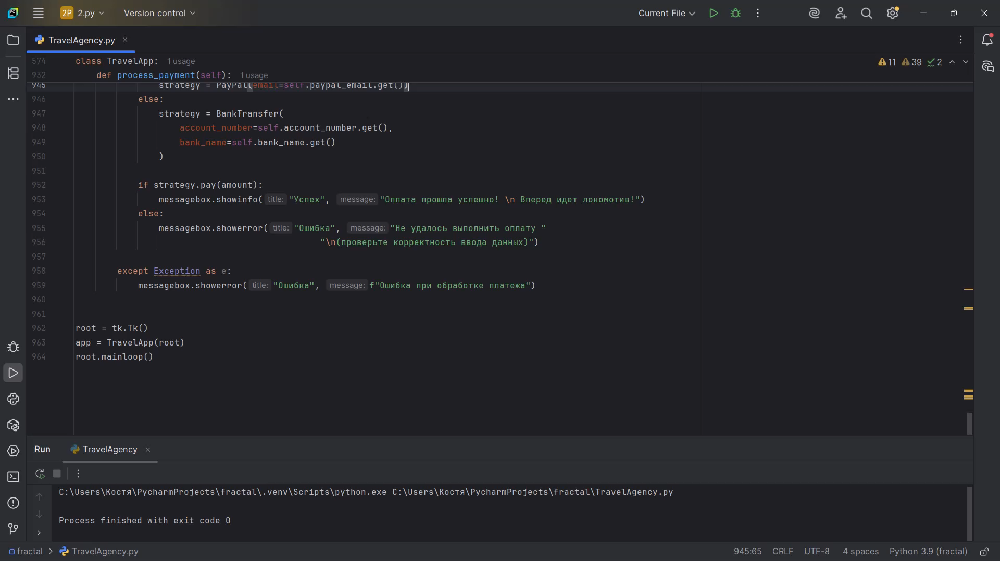 2P 2.py Version control Current File
TravelAgency.py
574 class TravelApp: 1 usage 11 39 2
932 def process_payment(self): 1 usage
945 strategy = PayPal(email=self.paypal_email.get())
946 else:
947 strategy = BankTransfer(
948 account_number=self.account_number.get(),
949 bank_name=self.bank_name.get()
950 )
951
952 if strategy.pay(amount):
953 messagebox.showinfo( title: "Успех", message: "Оплата прошла успешно! \n Вперед идет локомотив!")
954 else:
955 messagebox.showerror( title: "Ошибка", message: "Не удалось выполнить оплату "
956 "\n(проверьте корректность ввода данных)")
957
958 except Exception as e:
959 messagebox.showerror( title: "Ошибка", message: f"Ошибка при обработке платежа")
960
961
962 root = tk.Tk()
963 app = TravelApp(root)
964 root.mainloop()
Run TravelAgency
C:\Users\Костя\PycharmProjects\fractal\.venv\Scripts\python.exe C:\Users\Костя\PycharmProjects\fractal\TravelAgency.py
Process finished with exit code 0
fractal > TravelAgency.py 945:65 CRLF UTF-8 4 spaces Python 3.9 (fractal)